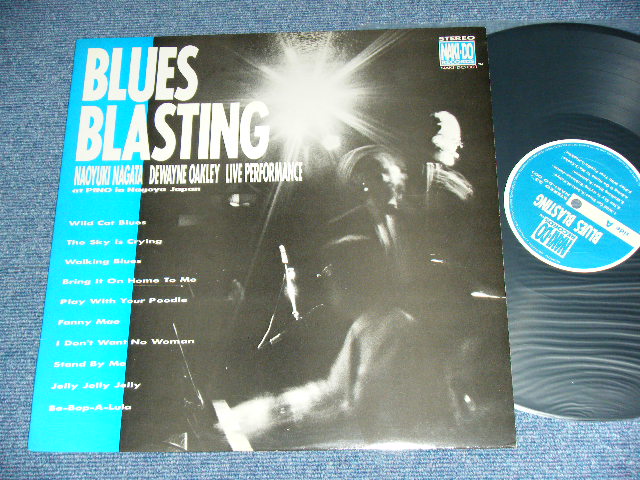 BLUES
BLASTING
NAOYUKI NAGATA DEWAYNE OAKLEY LIVE PERFORMANCE
at PINO in Nagoya Japan
Wild Cat Blues
The Sky Is Crying
Walking Blues
Bring It On Home To Me
Play With Your Poodle
Fanny Mae
I Don't Want No Woman
Stand By Me
Jelly Jelly Jelly
Be-Bop-A-Lula
STEREO
NAKI-DO
BLUES BLASTING
side A